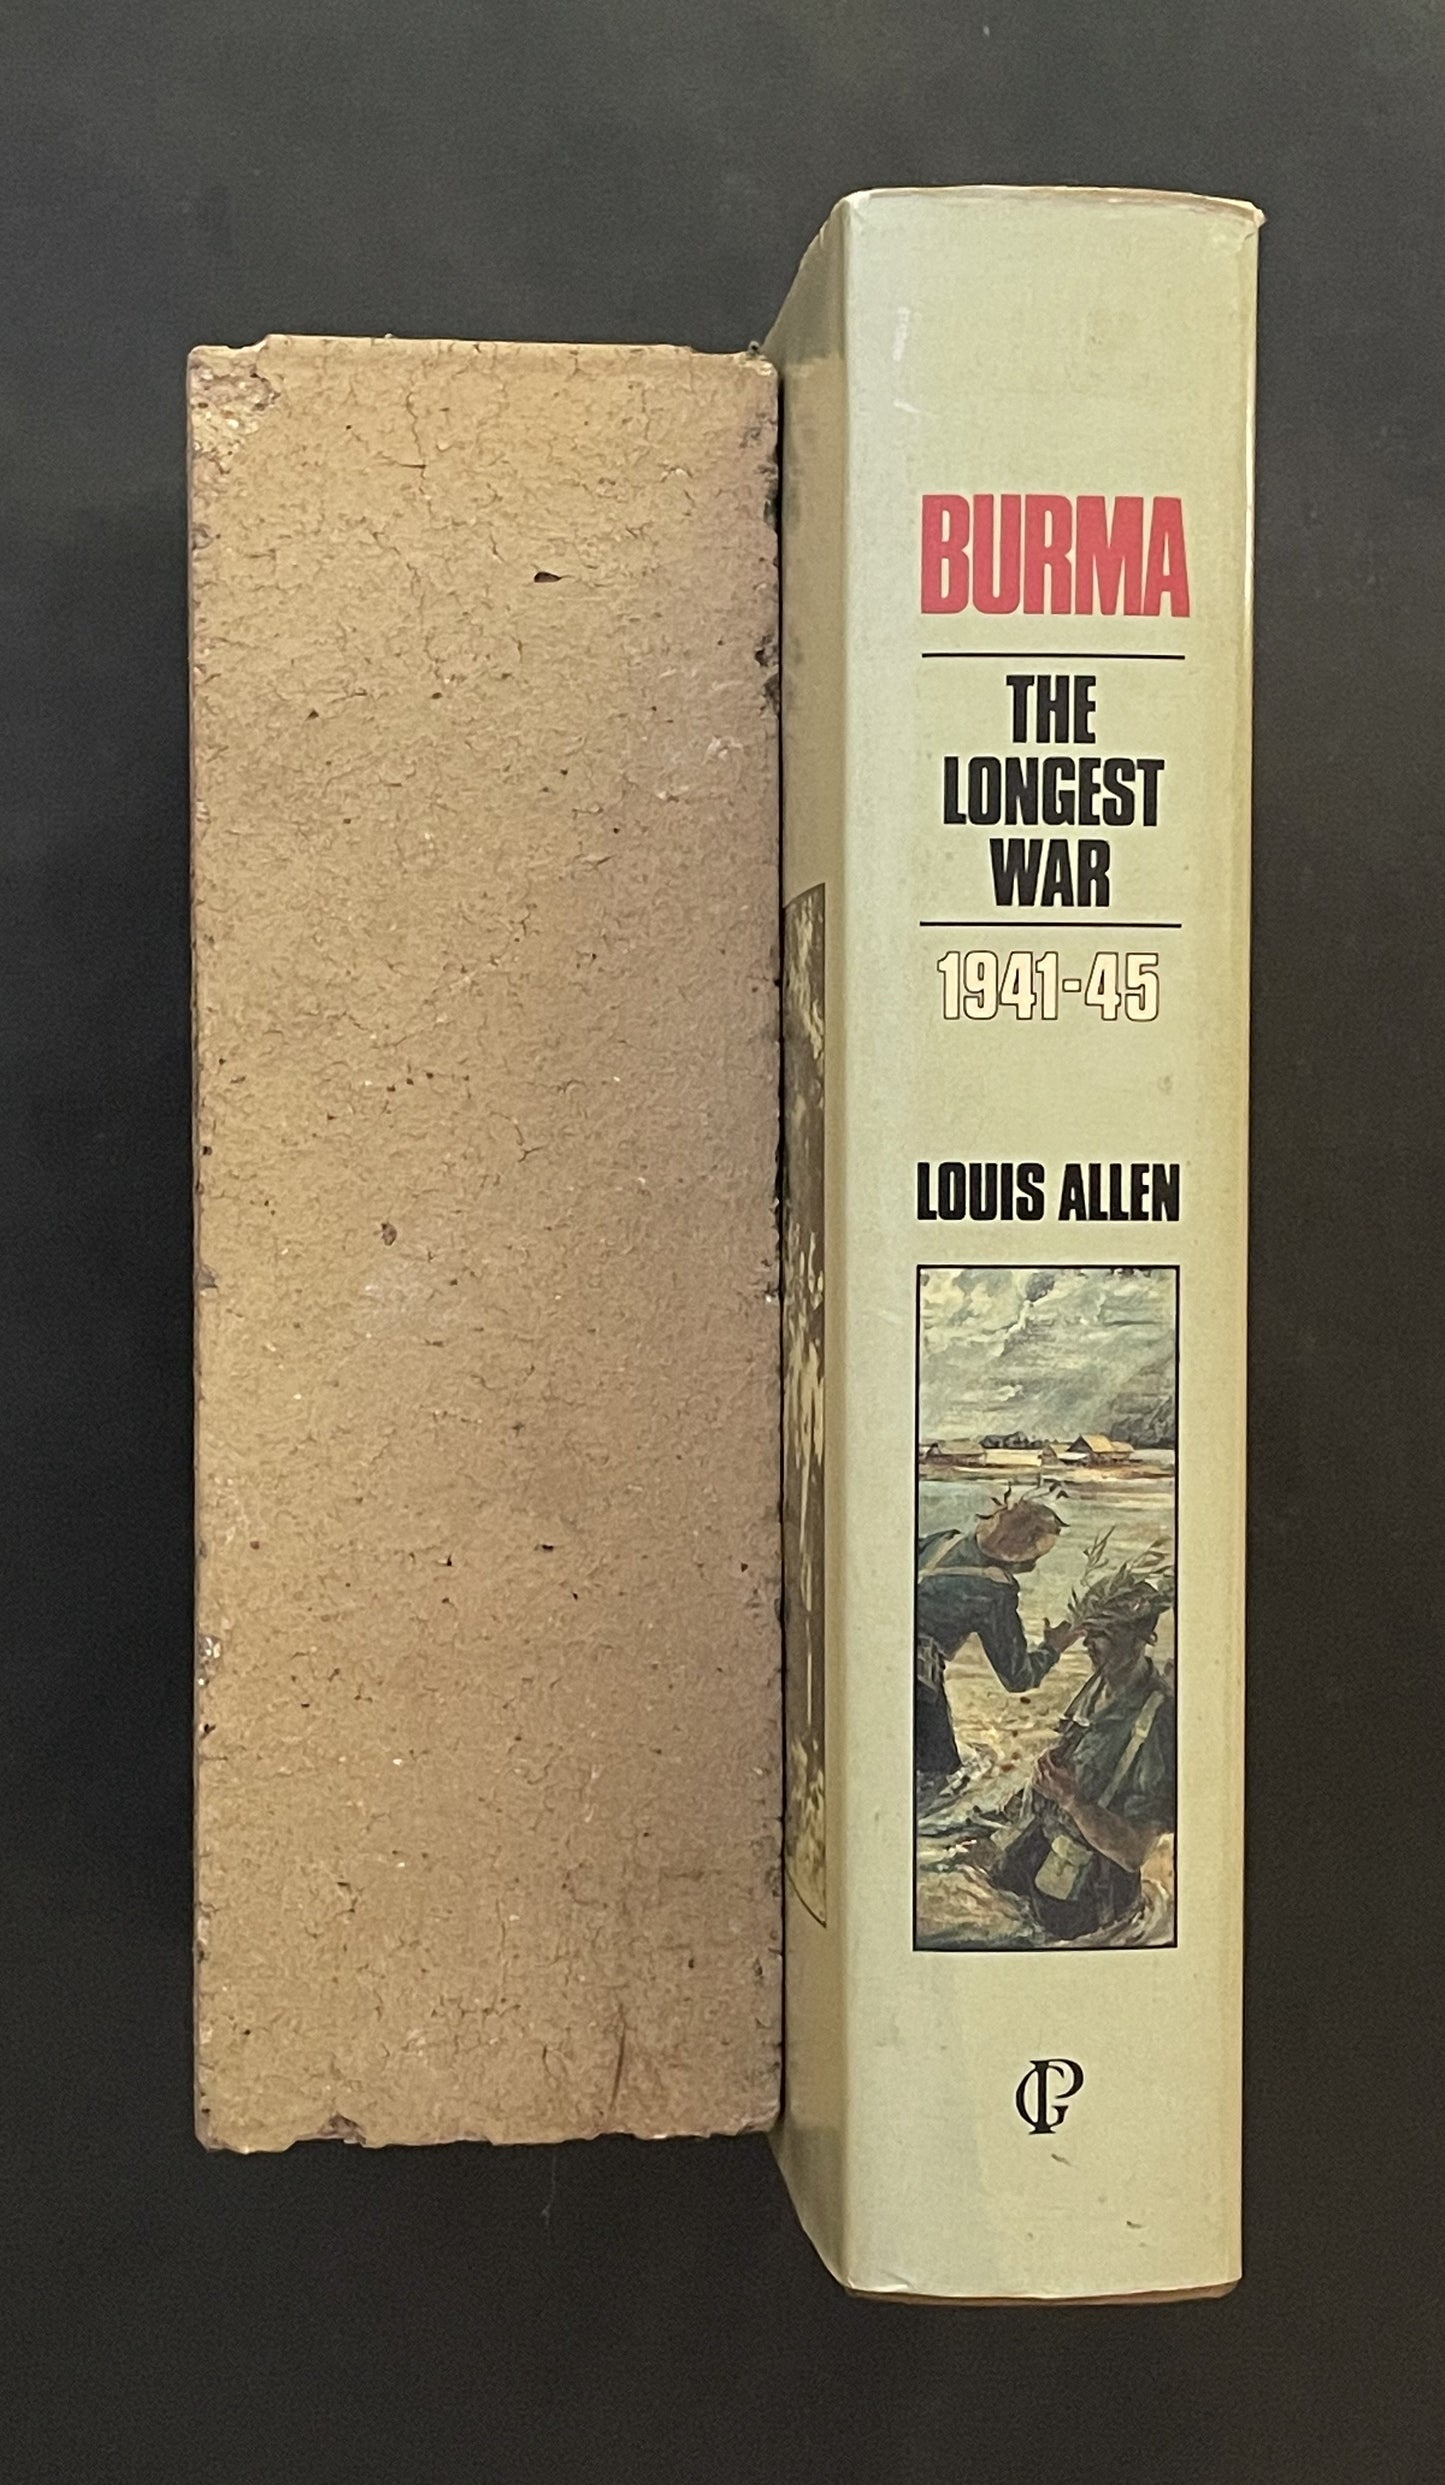 BURMA
THE
LONGEST
WAR
1941-45
LOUIS ALLEN